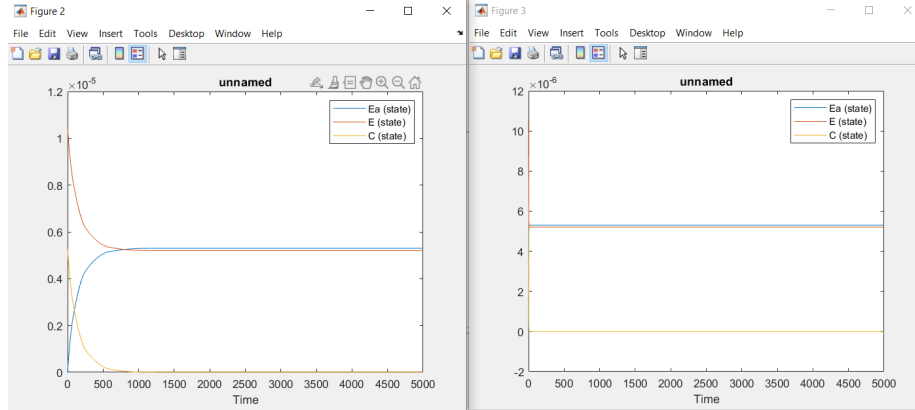 Figure 2
File Edit View Insert Tools Desktop Window Help
unnamed
×10-5
Ea (state)
E (state)
C (state)
1.2
1
0.8
0.6
0.4
0.2
0
0 500 1000 1500 2000 2500 3000 3500 4000 4500 5000
Time
Figure 3
File Edit View Insert Tools Desktop Window Help
unnamed
×10-6
Ea (state)
E (state)
C (state)
12
10
8
6
4
2
0
-2
0 500 1000 1500 2000 2500 3000 3500 4000 4500 5000
Time